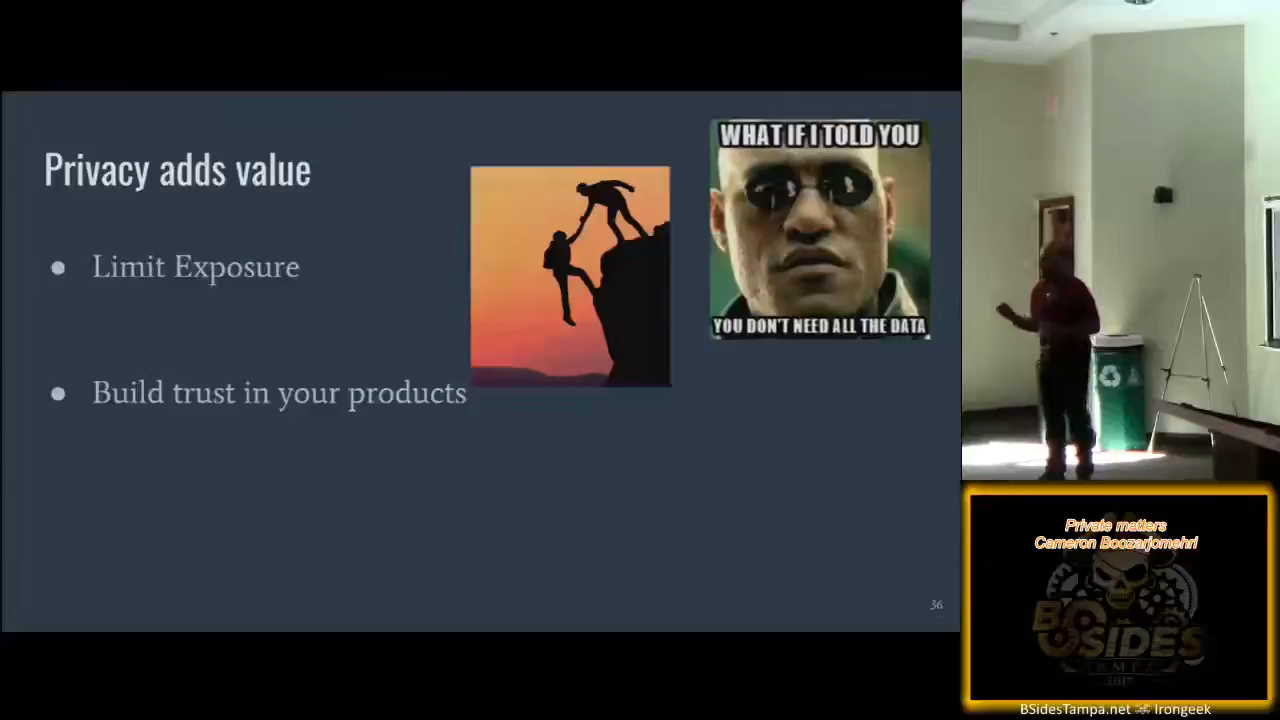 Privacy adds value
● Limit Exposure
● Build trust in your products
WHAT IF I TOLD YOU
YOU DON'T NEED ALL THE DATA
36
Private matters
Cameron Boozarjomehri
BSIDES
TAMPA
BSidesTampa.net Irongeek